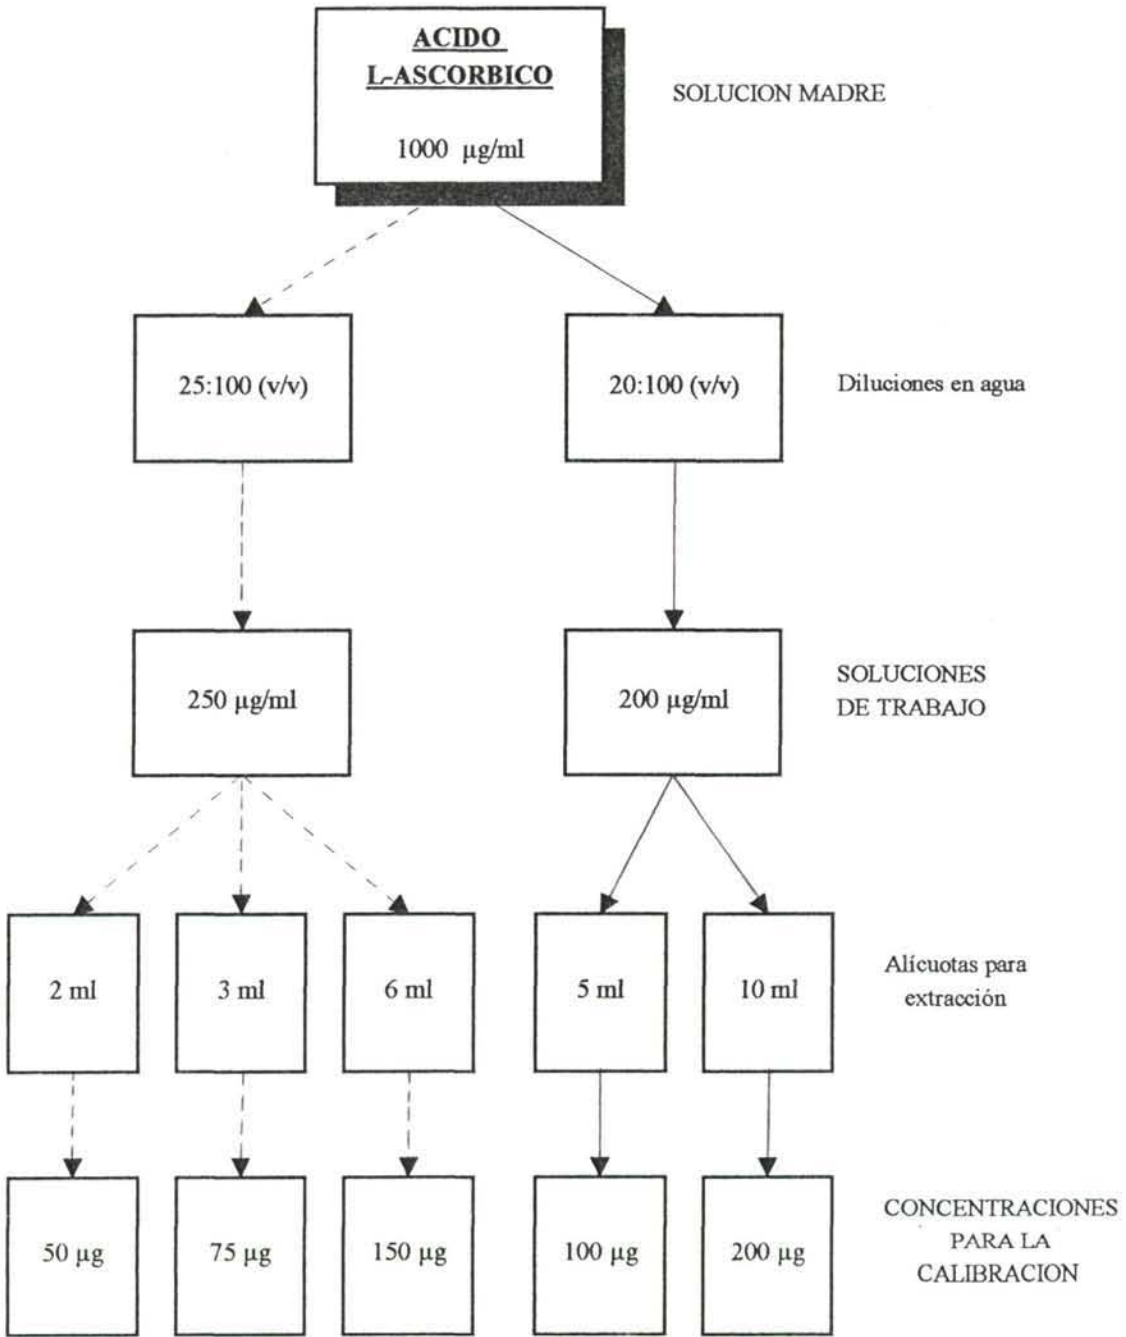 ACIDO
L-ASCORBICO
1000 µg/ml
SOLUCION MADRE
25:100 (v/v)
20:100 (v/v)
Diluciones en agua
250 µg/ml
200 µg/ml
SOLUCIONES
DE TRABAJO
2 ml
3 ml
6 ml
5 ml
10 ml
Alícuotas para
extracción
50 µg
75 µg
150 µg
100 µg
200 µg
CONCENTRACIONES
PARA LA
CALIBRACION